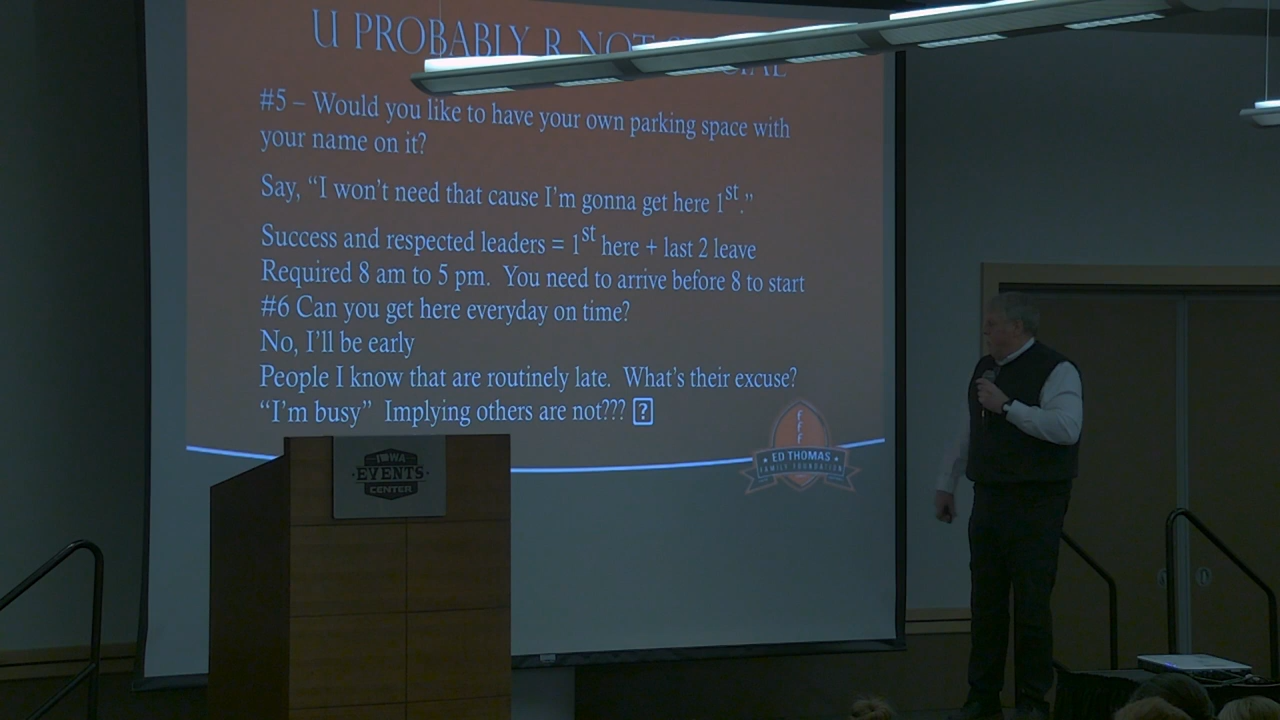 U PROBABLY R NOT
#5 – Would you like to have your own parking space with
your name on it?
Say, “I won’t need that cause I’m gonna get here 1st.”
Success and respected leaders = 1st here + last 2 leave
Required 8 am to 5 pm.  You need to arrive before 8 to start
#6 Can you get here everyday on time?
No, I’ll be early
People I know that are routinely late.  What’s their excuse?
“I’m busy”  Implying others are not??? ?
FFF
ED THOMAS
FAMILY FOUNDATION
IOWA
EVENTS
CENTER